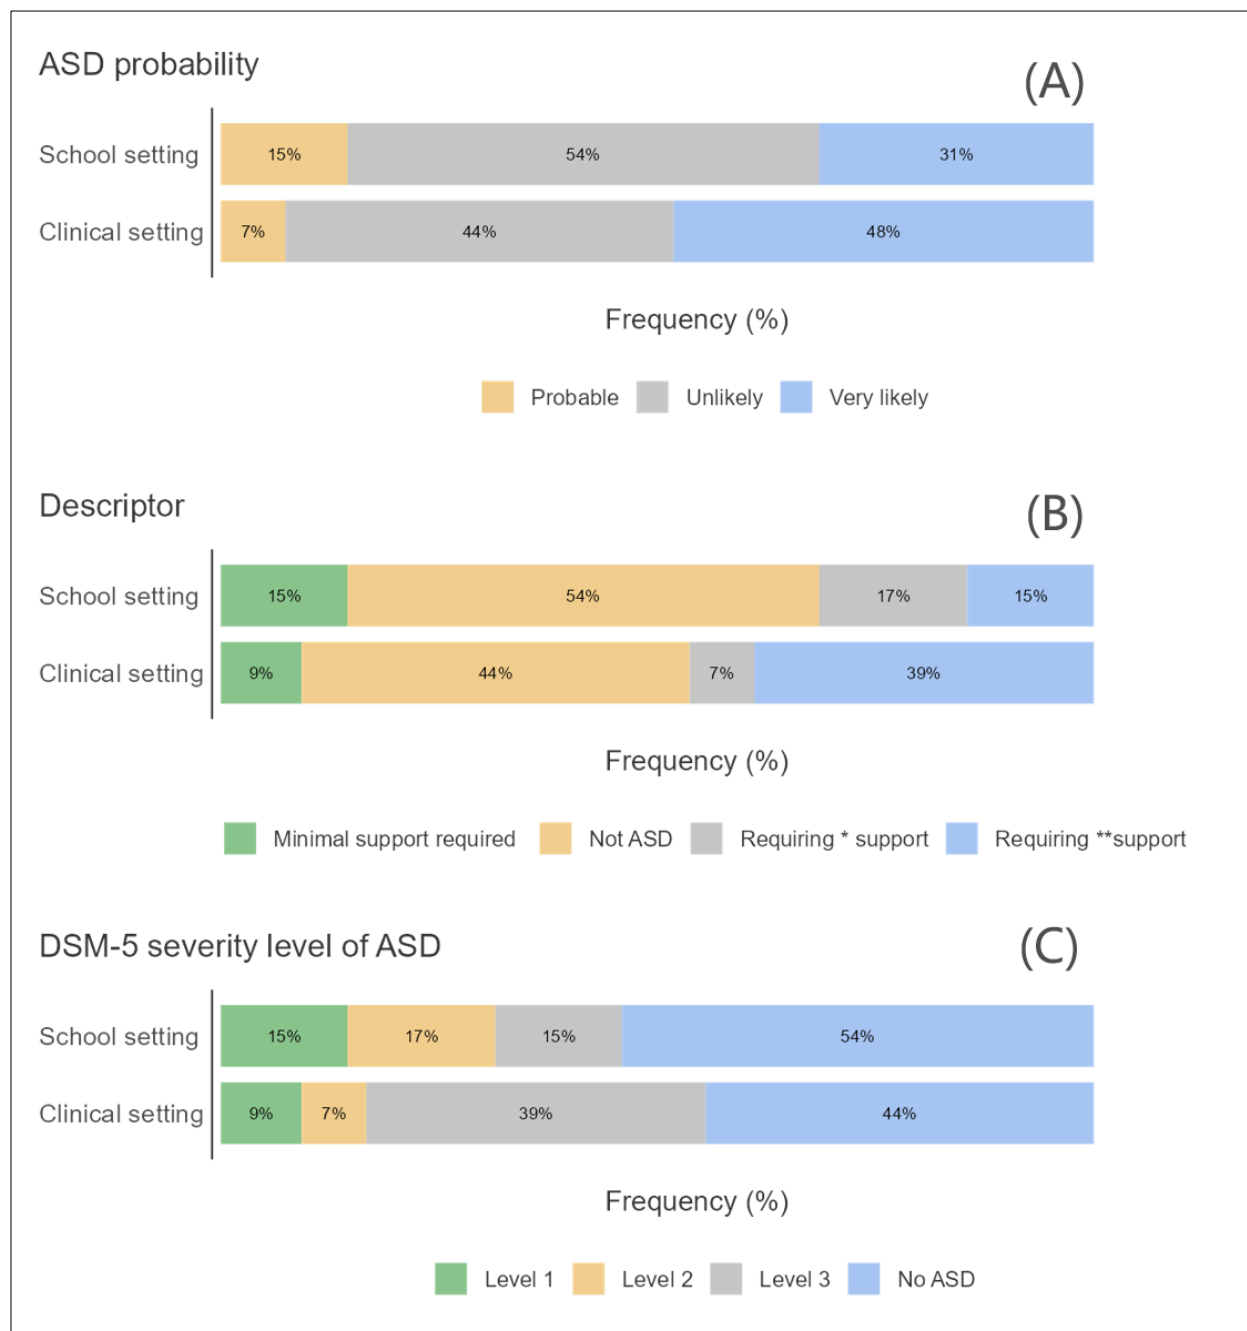 ASD probability
(A)
School setting
15% 54% 31%
Clinical setting
7% 44% 48%
Frequency (%)
Probable Unlikely Very likely
Descriptor
(B)
School setting
15% 54% 17% 15%
Clinical setting
9% 44% 7% 39%
Frequency (%)
Minimal support required Not ASD Requiring * support Requiring **support
DSM-5 severity level of ASD
(C)
School setting
15% 17% 15% 54%
Clinical setting
9% 7% 39% 44%
Frequency (%)
Level 1 Level 2 Level 3 No ASD